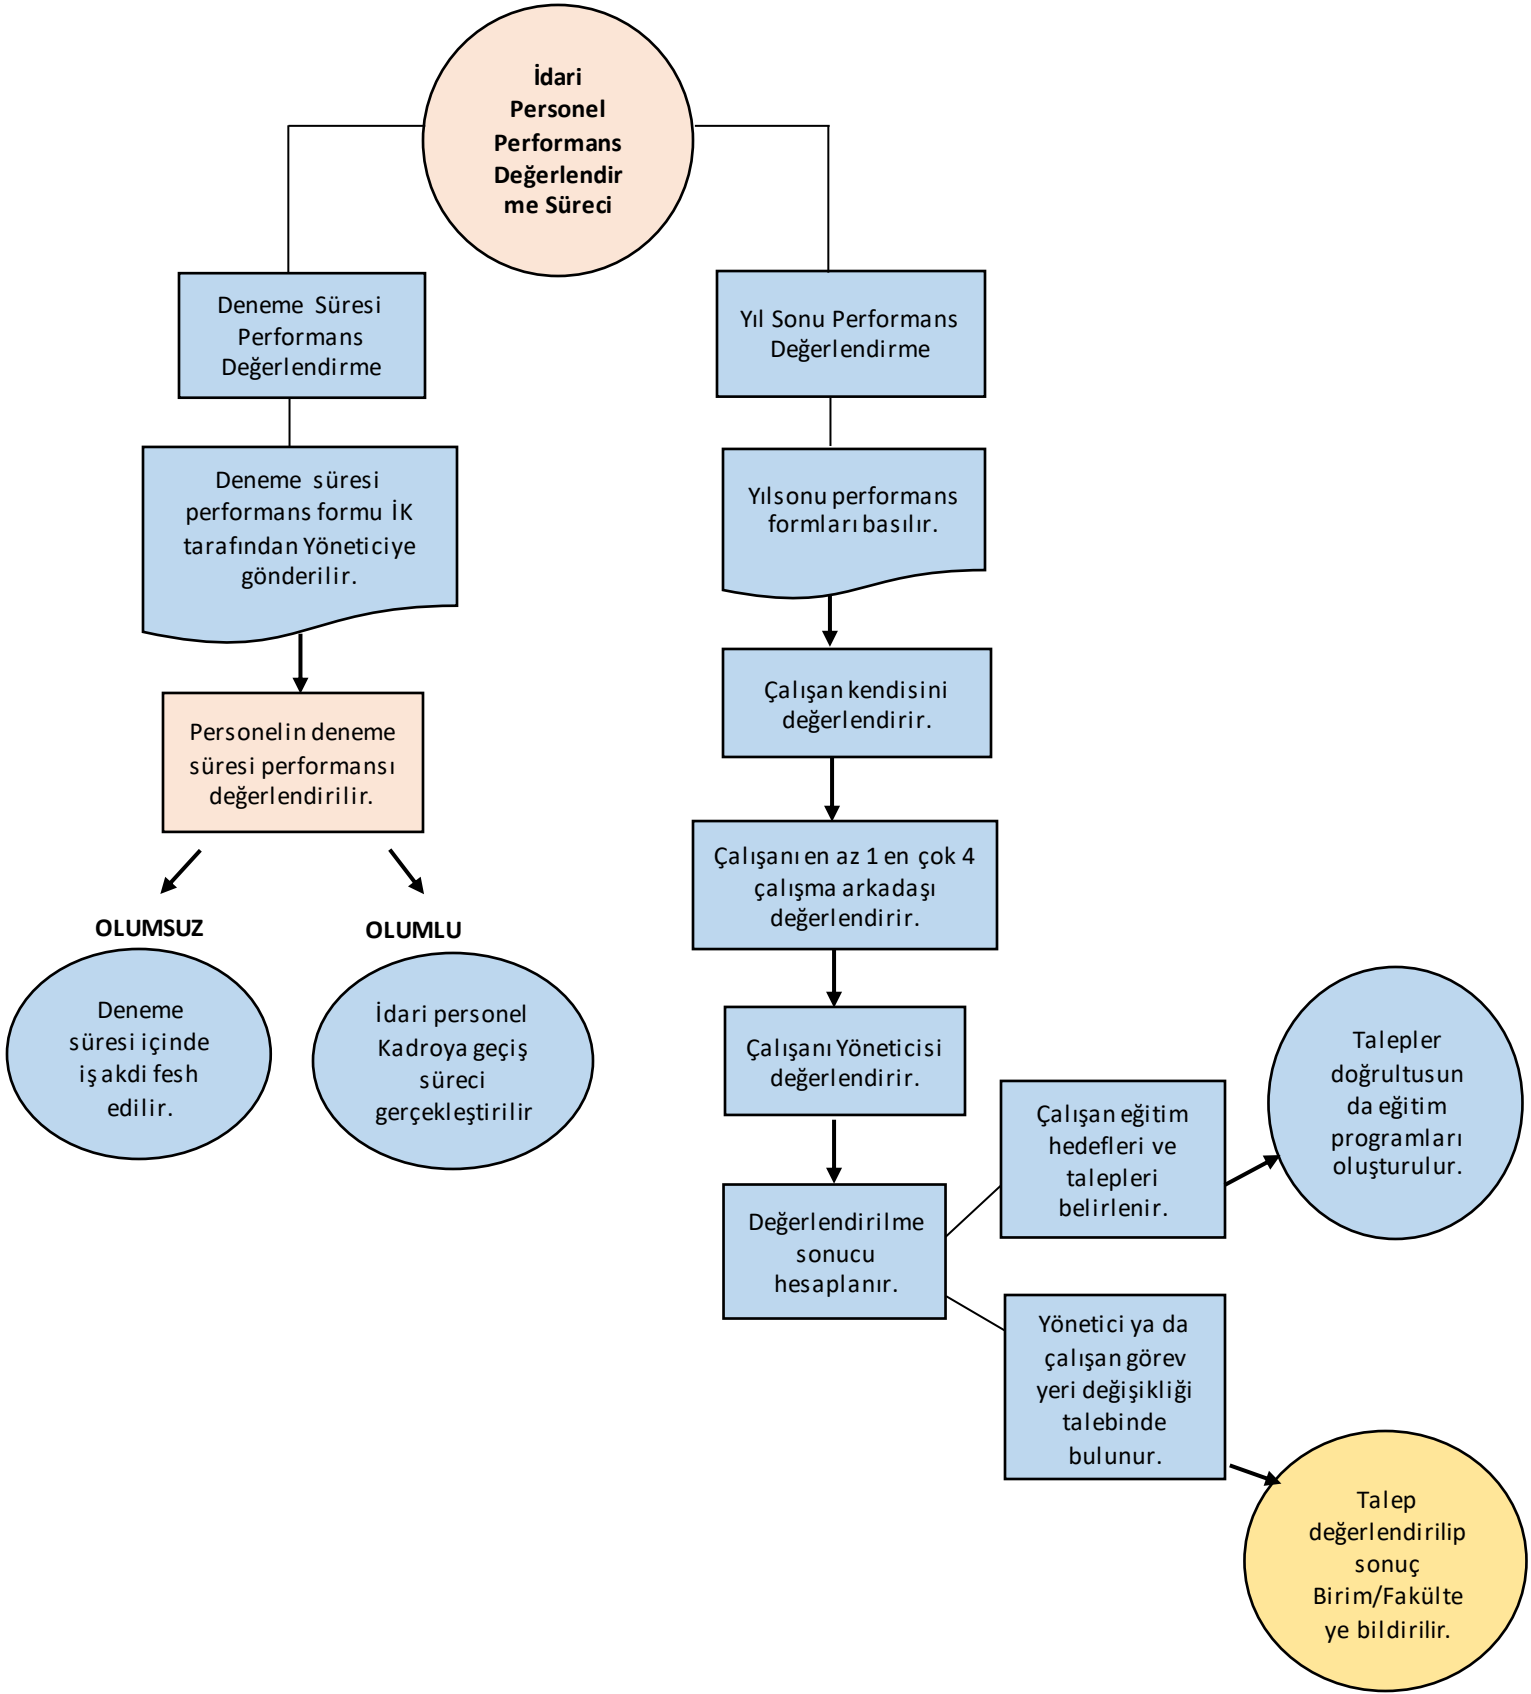 İdari
Personel
Performans
Değerlendir
me Süreci
Deneme Süresi
Performans
Değerlendirme
Yıl Sonu Performans
Değerlendirme
Deneme süresi
performans formu İK
tarafından Yöneticiye
gönderilir.
Yılsonu performans
formları basılır.
Personelin deneme
süresi performansı
değerlendirilir.
Çalışan kendisini
değerlendirir.
Çalışanı en az 1 en çok 4
çalışma arkadaşı
değerlendirir.
OLUMSUZ
OLUMLU
Deneme
süresi içinde
iş akdi fesh
edilir.
İdari personel
Kadroya geçiş
süreci
gerçekleştirilir
Çalışanı Yöneticisi
değerlendirir.
Değerlendirilme
sonucu
hesaplanır.
Çalışan eğitim
hedefleri ve
talepleri
belirlenir.
Talepler
doğrultusun
da eğitim
programları
oluşturulur.
Yönetici ya da
çalışan görev
yeri değişikliği
talebinde
bulunur.
Talep
değerlendirilip
sonuç
Birim/Fakülte
ye bildirilir.